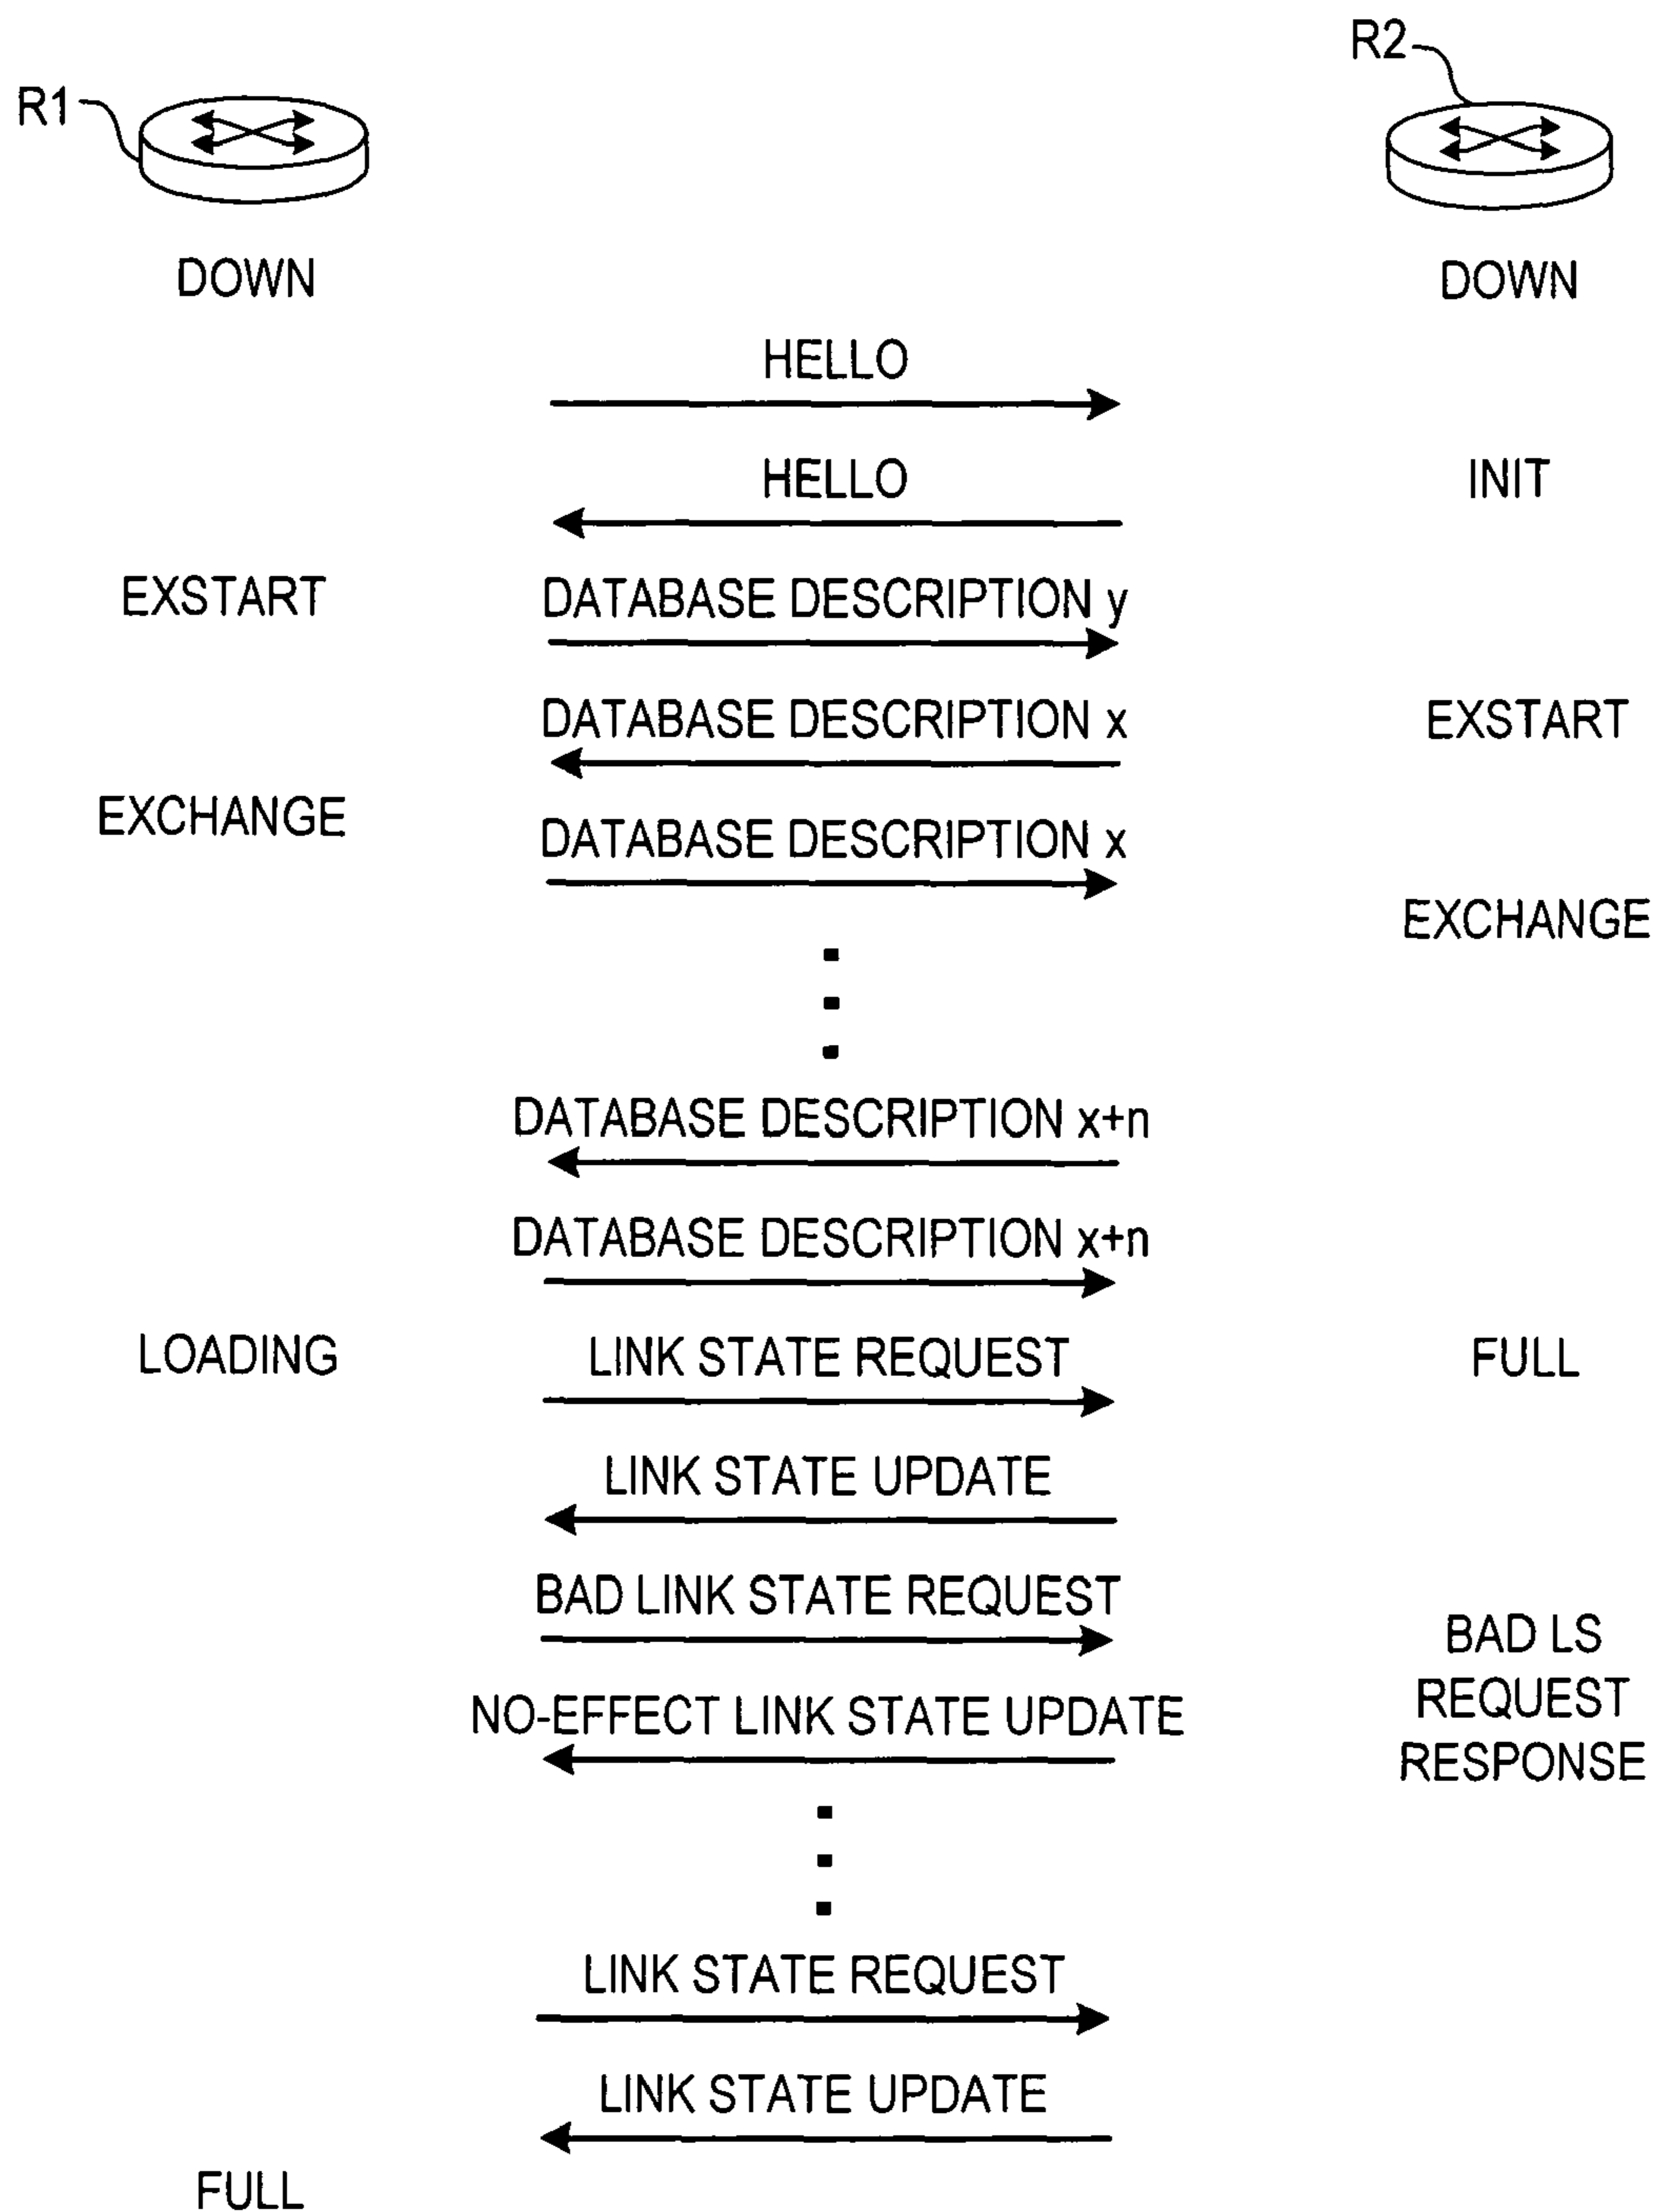 R1
R2
DOWN
DOWN
HELLO
HELLO
INIT
EXSTART
DATABASE DESCRIPTION y
DATABASE DESCRIPTION x
EXSTART
EXCHANGE
DATABASE DESCRIPTION x
EXCHANGE
DATABASE DESCRIPTION x+n
DATABASE DESCRIPTION x+n
LOADING
LINK STATE REQUEST
FULL
LINK STATE UPDATE
BAD LINK STATE REQUEST
BAD LS
REQUEST
RESPONSE
NO-EFFECT LINK STATE UPDATE
LINK STATE REQUEST
LINK STATE UPDATE
FULL